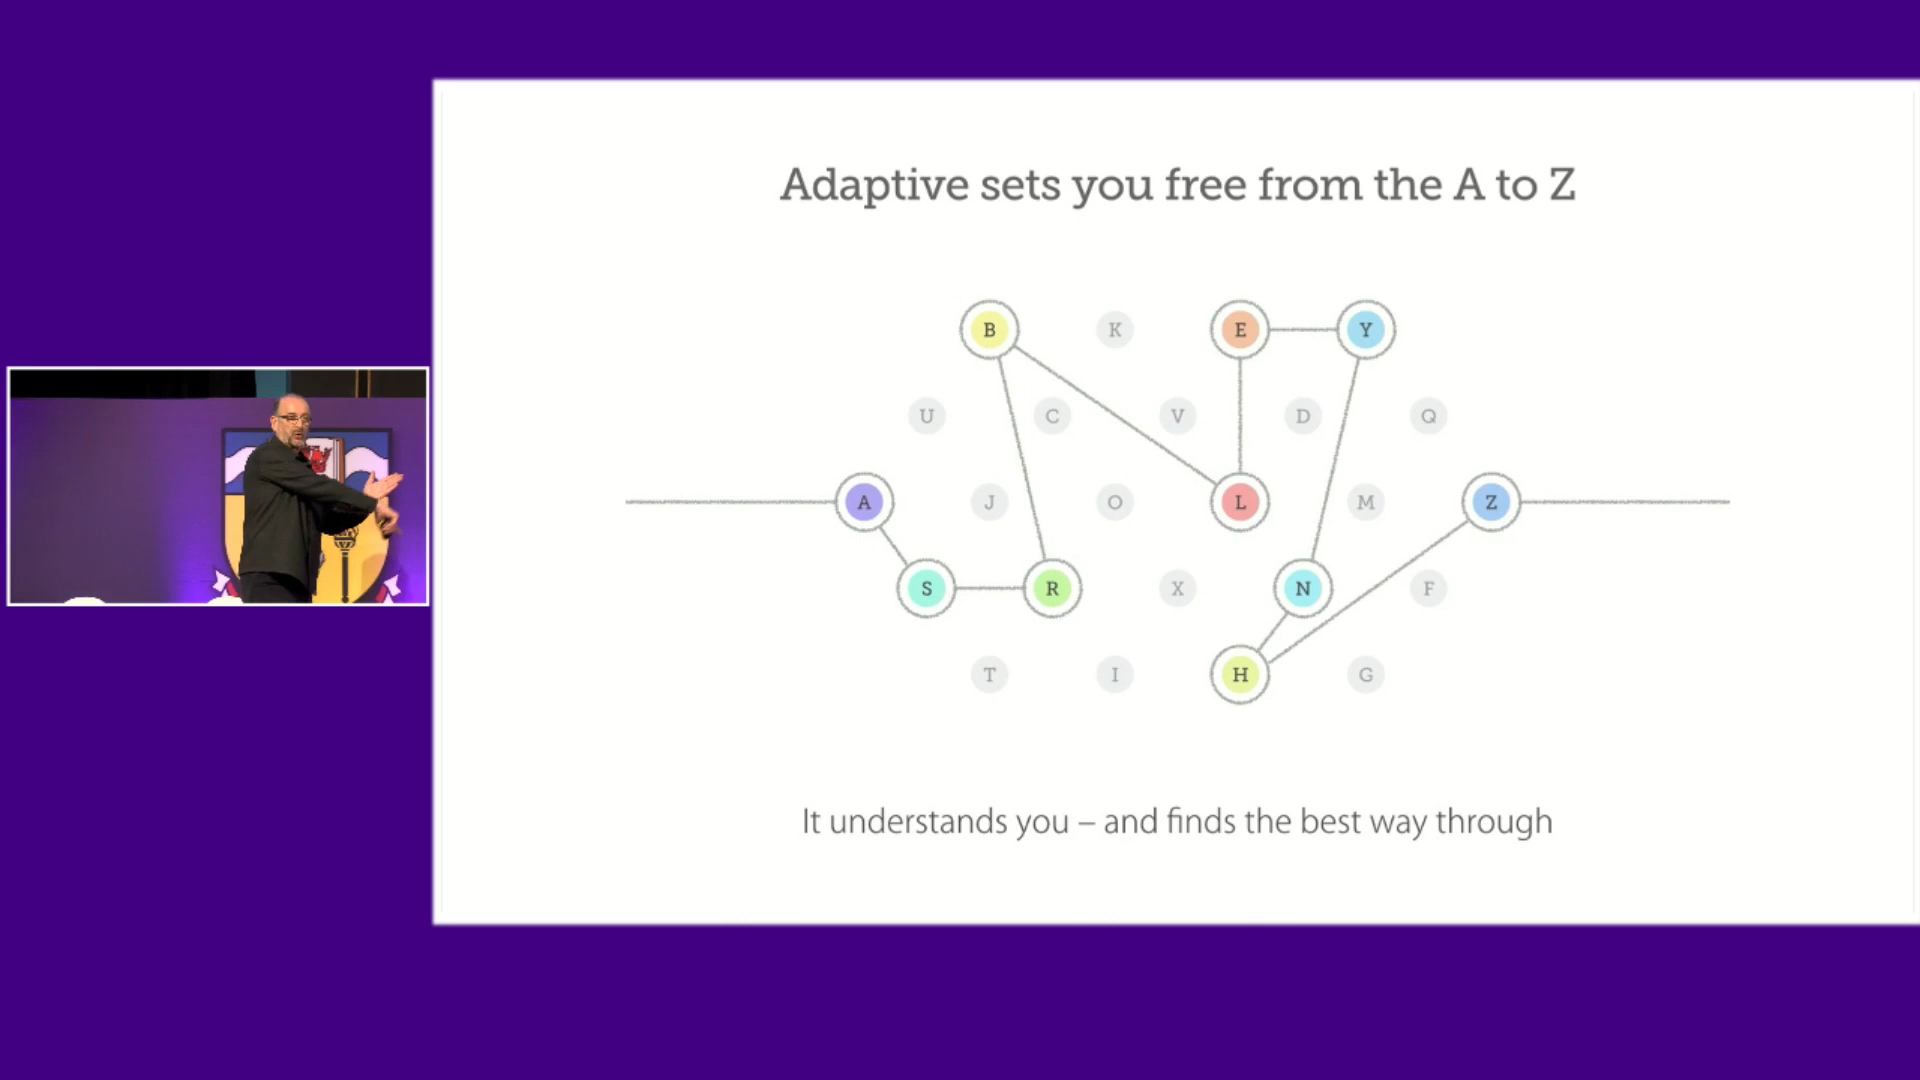 Adaptive sets you free from the A to Z
B K E Y
U C V D Q
A J O L M Z
S R X N F
T I H G
It understands you – and finds the best way through